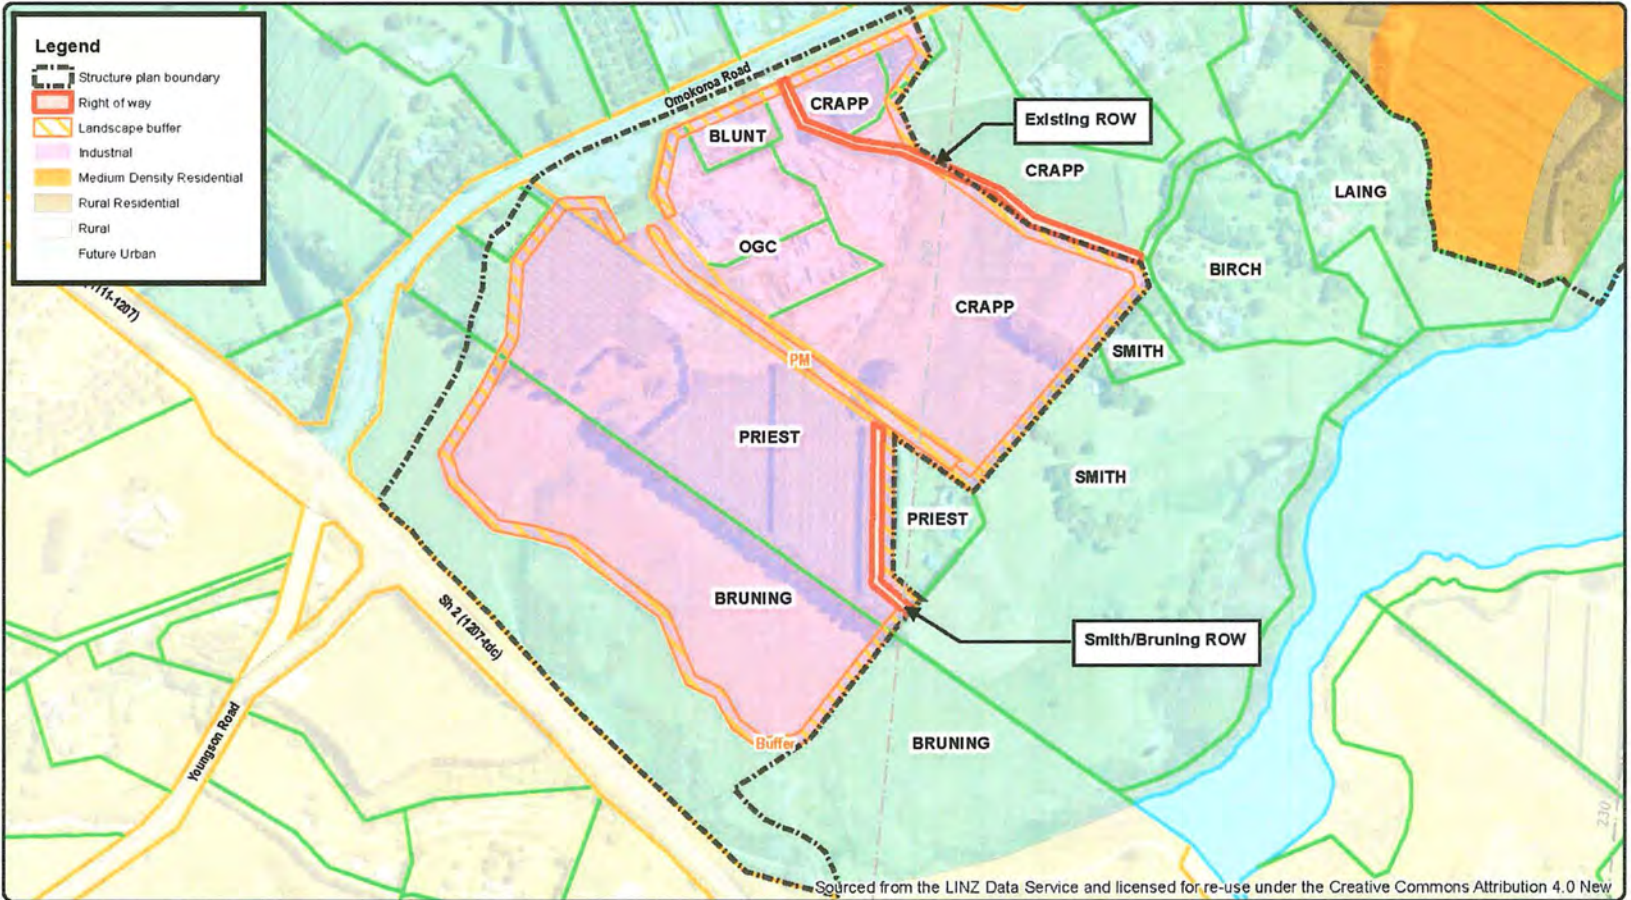 Legend
Structure plan boundary
Right of way
Landscape buffer
Industrial
Medium Density Residential
Rural Residential
Rural
Future Urban
Omokoroa Road
CRAPP
BLUNT
Existing ROW
CRAPP
LAING
OGC
BIRCH
CRAPP
SMITH
PM
PRIEST
SMITH
PRIEST
BRUNING
Sh 2 (1207-tdc)
Smith/Bruning ROW
Youngson Road
Buffer
BRUNING
230
Sourced from the LINZ Data Service and licensed for re-use under the Creative Commons Attribution 4.0 New